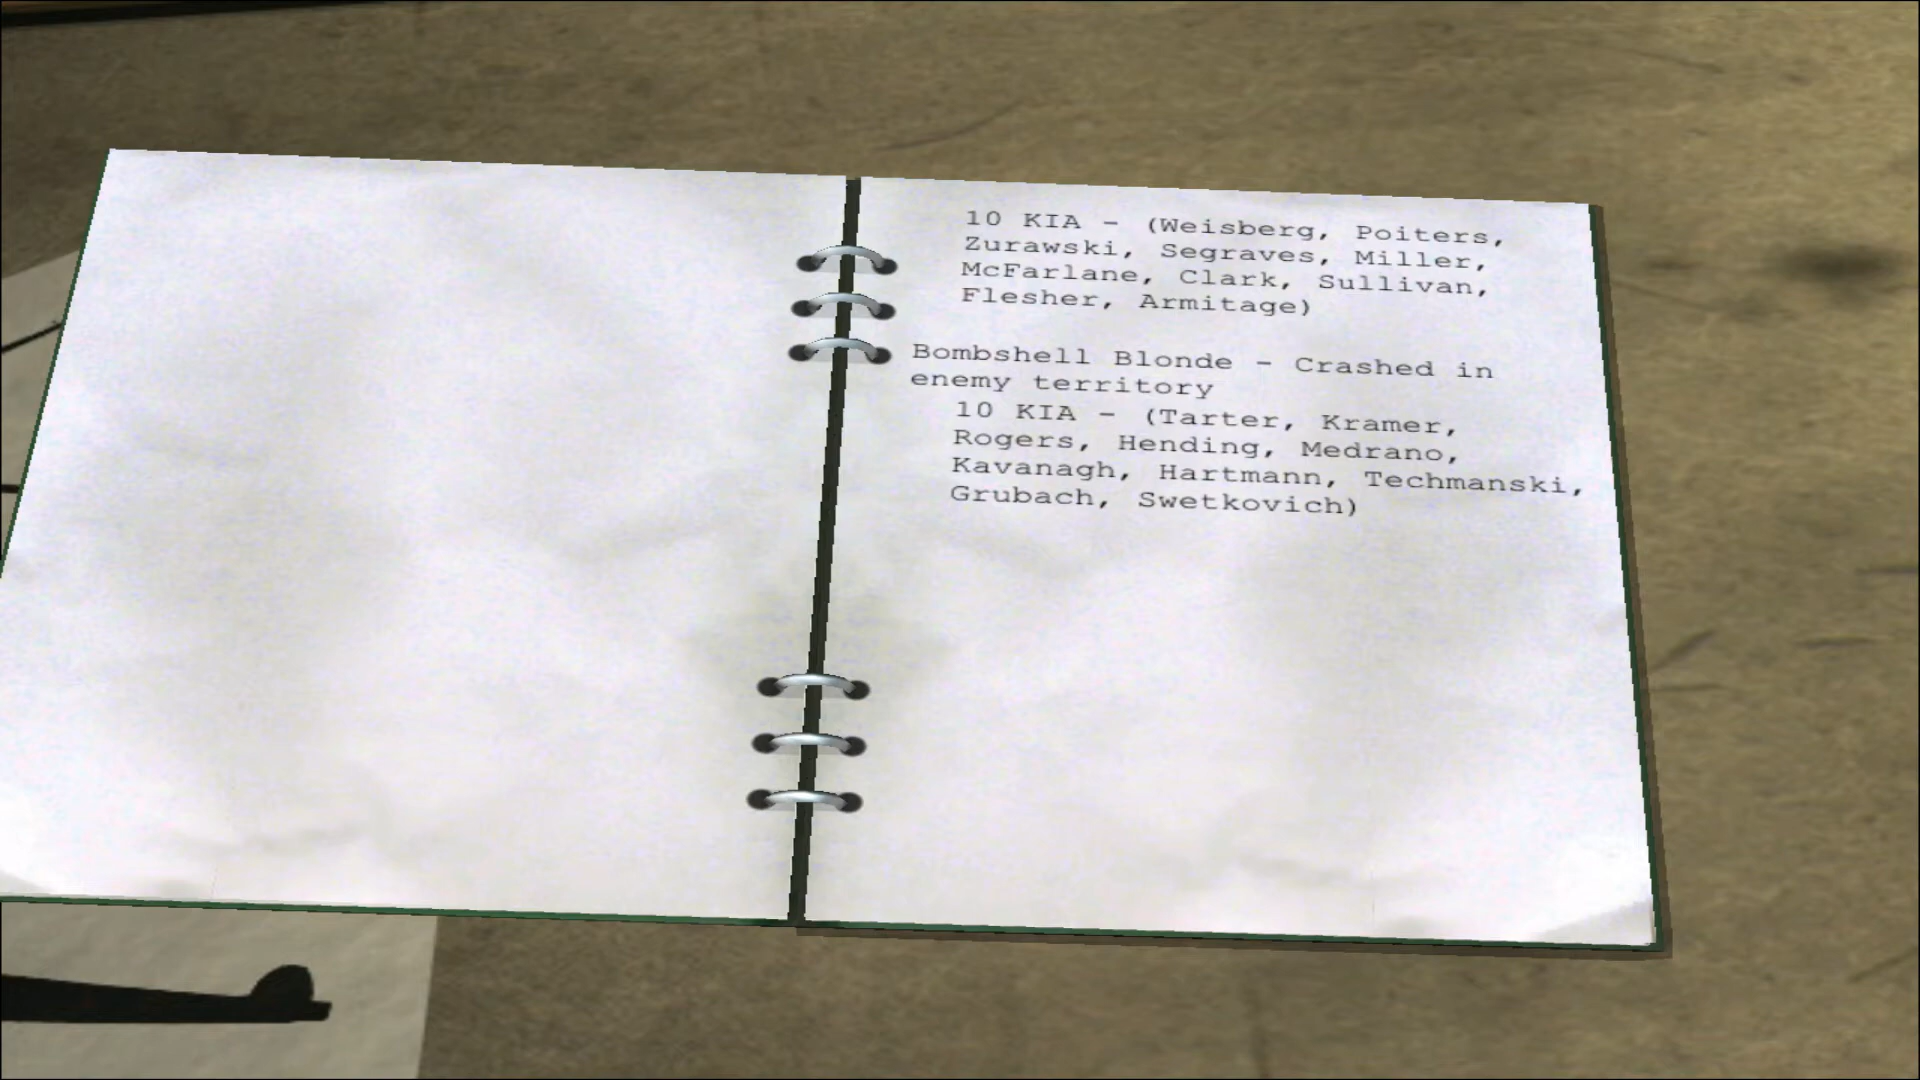 10 KIA - (Weisberg, Poiters,
Zurawski, Segraves, Miller,
McFarlane, Clark, Sullivan,
Flesher, Armitage)
Bombshell Blonde - Crashed in
enemy territory
10 KIA - (Tarter, Kramer,
Rogers, Hending, Medrano,
Kavanagh, Hartmann, Techmanski,
Grubach, Swetkovich)